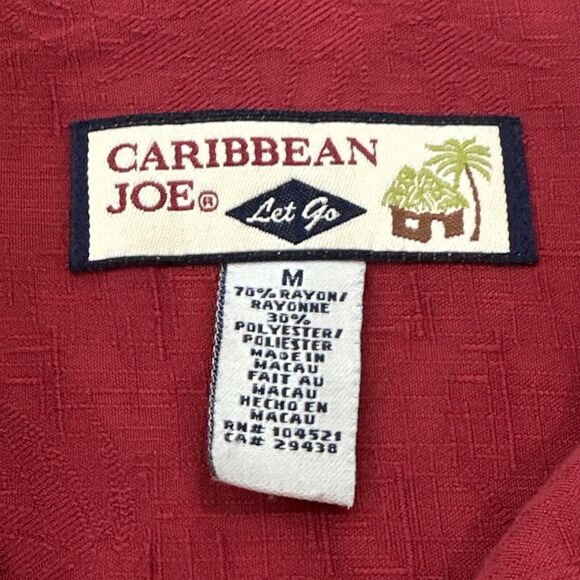 CARIBBEAN
JOE® Let Go
M
70% RAYON/
RAYONNE
30%
POLYESTER/
POLIESTER
MADE IN
MACAU
FAIT AU
MACAU
HECHO EN
MACAU
RN# 104521
CA# 29438